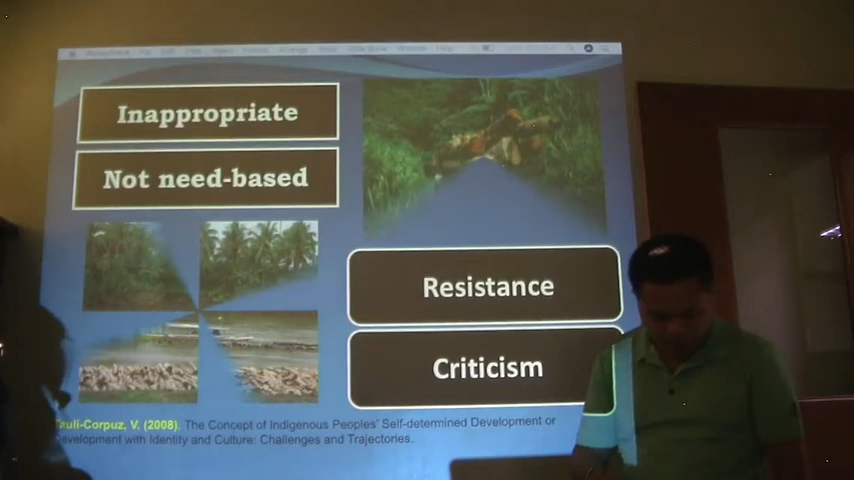 Inappropriate
Not need-based
Resistance
Criticism
Tauli-Corpuz, V. (2008). The Concept of Indigenous Peoples' Self-determined Development or
Development with Identity and Culture: Challenges and Trajectories.